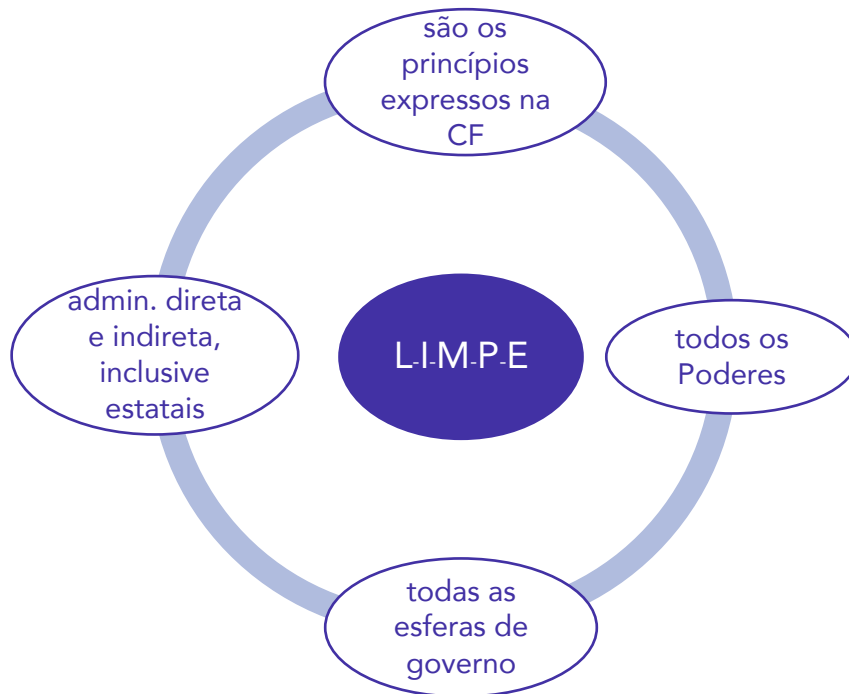 são os
princípios
expressos na
CF
admin. direta
e indireta,
inclusive
estatais
L-I-M-P-E
todos os
Poderes
todas as
esferas de
governo